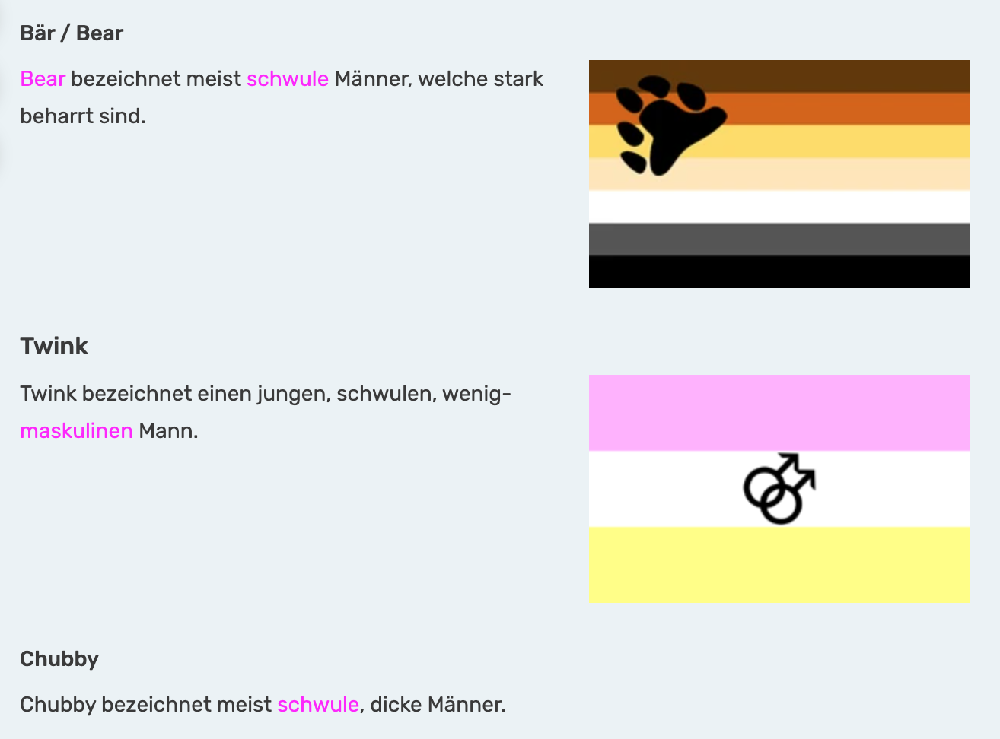 Bär / Bear
Bear bezeichnet meist schwule Männer, welche stark
beharrt sind.
Twink
Twink bezeichnet einen jungen, schwulen, wenig-
maskulinen Mann.
Chubby
Chubby bezeichnet meist schwule, dicke Männer.